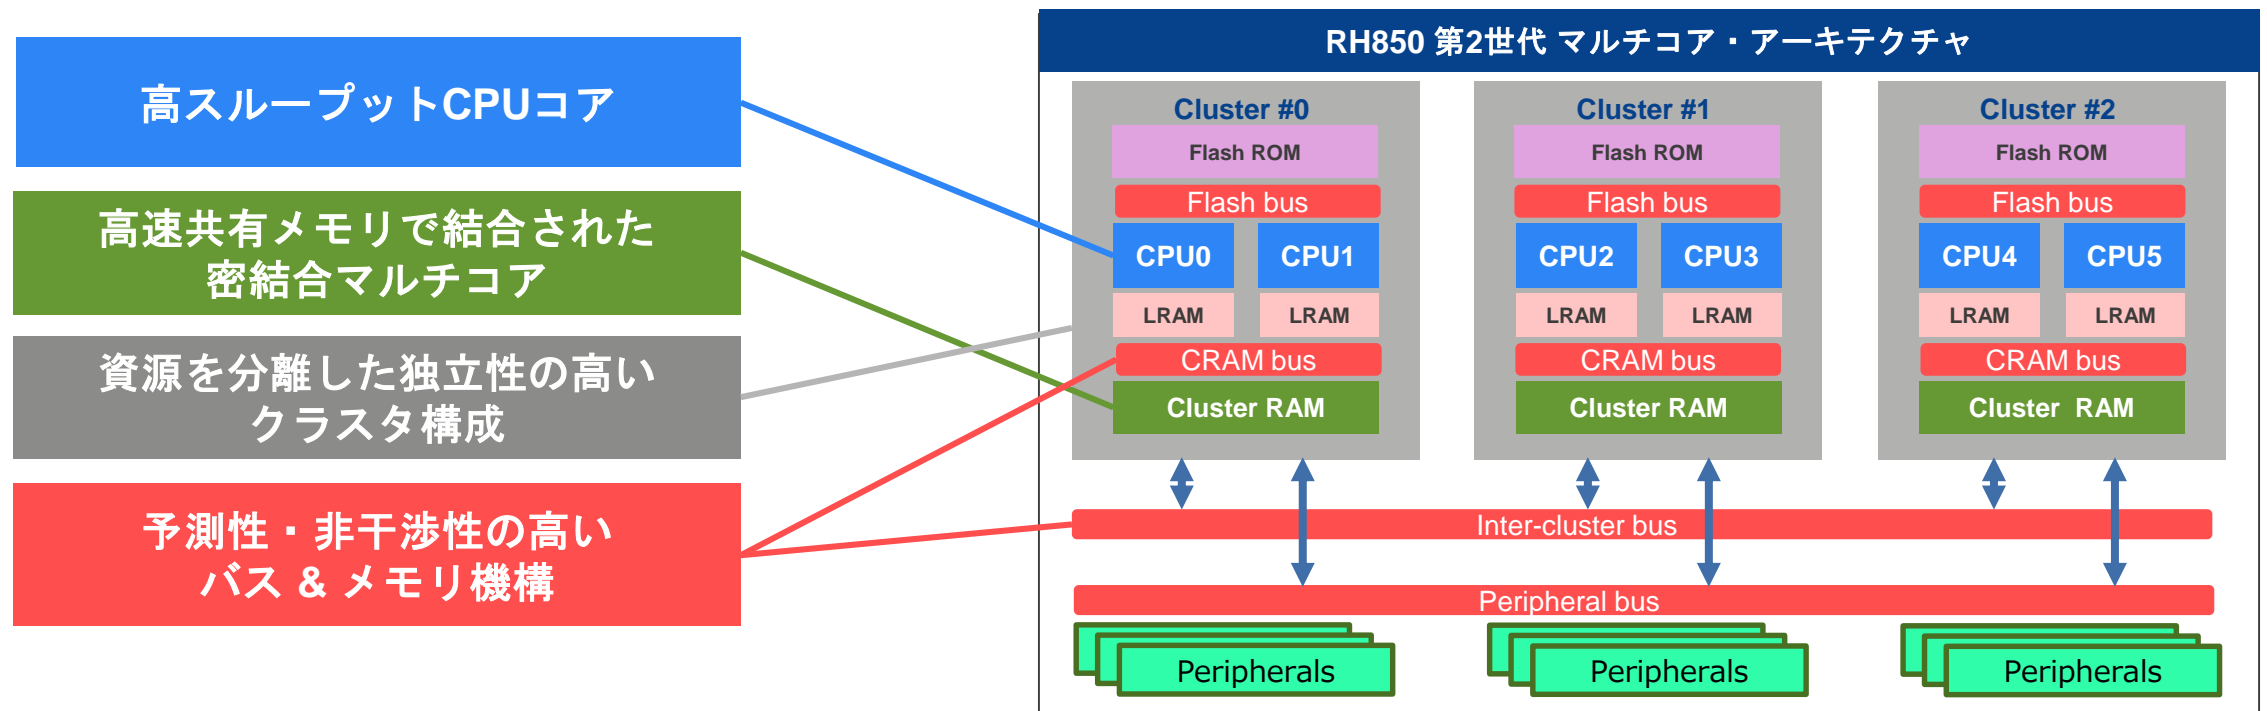 高スループットCPUコア
高速共有メモリで結合された
密結合マルチコア
資源を分離した独立性の高い
クラスタ構成
予測性・非干渉性の高い
バス & メモリ機構
RH850 第2世代 マルチコア・アーキテクチャ
Cluster #0
Flash ROM
Flash bus
CPU0 CPU1
LRAM LRAM
CRAM bus
Cluster RAM
Cluster #1
Flash ROM
Flash bus
CPU2 CPU3
LRAM LRAM
CRAM bus
Cluster RAM
Cluster #2
Flash ROM
Flash bus
CPU4 CPU5
LRAM LRAM
CRAM bus
Cluster RAM
Inter-cluster bus
Peripheral bus
Peripherals
Peripherals
Peripherals